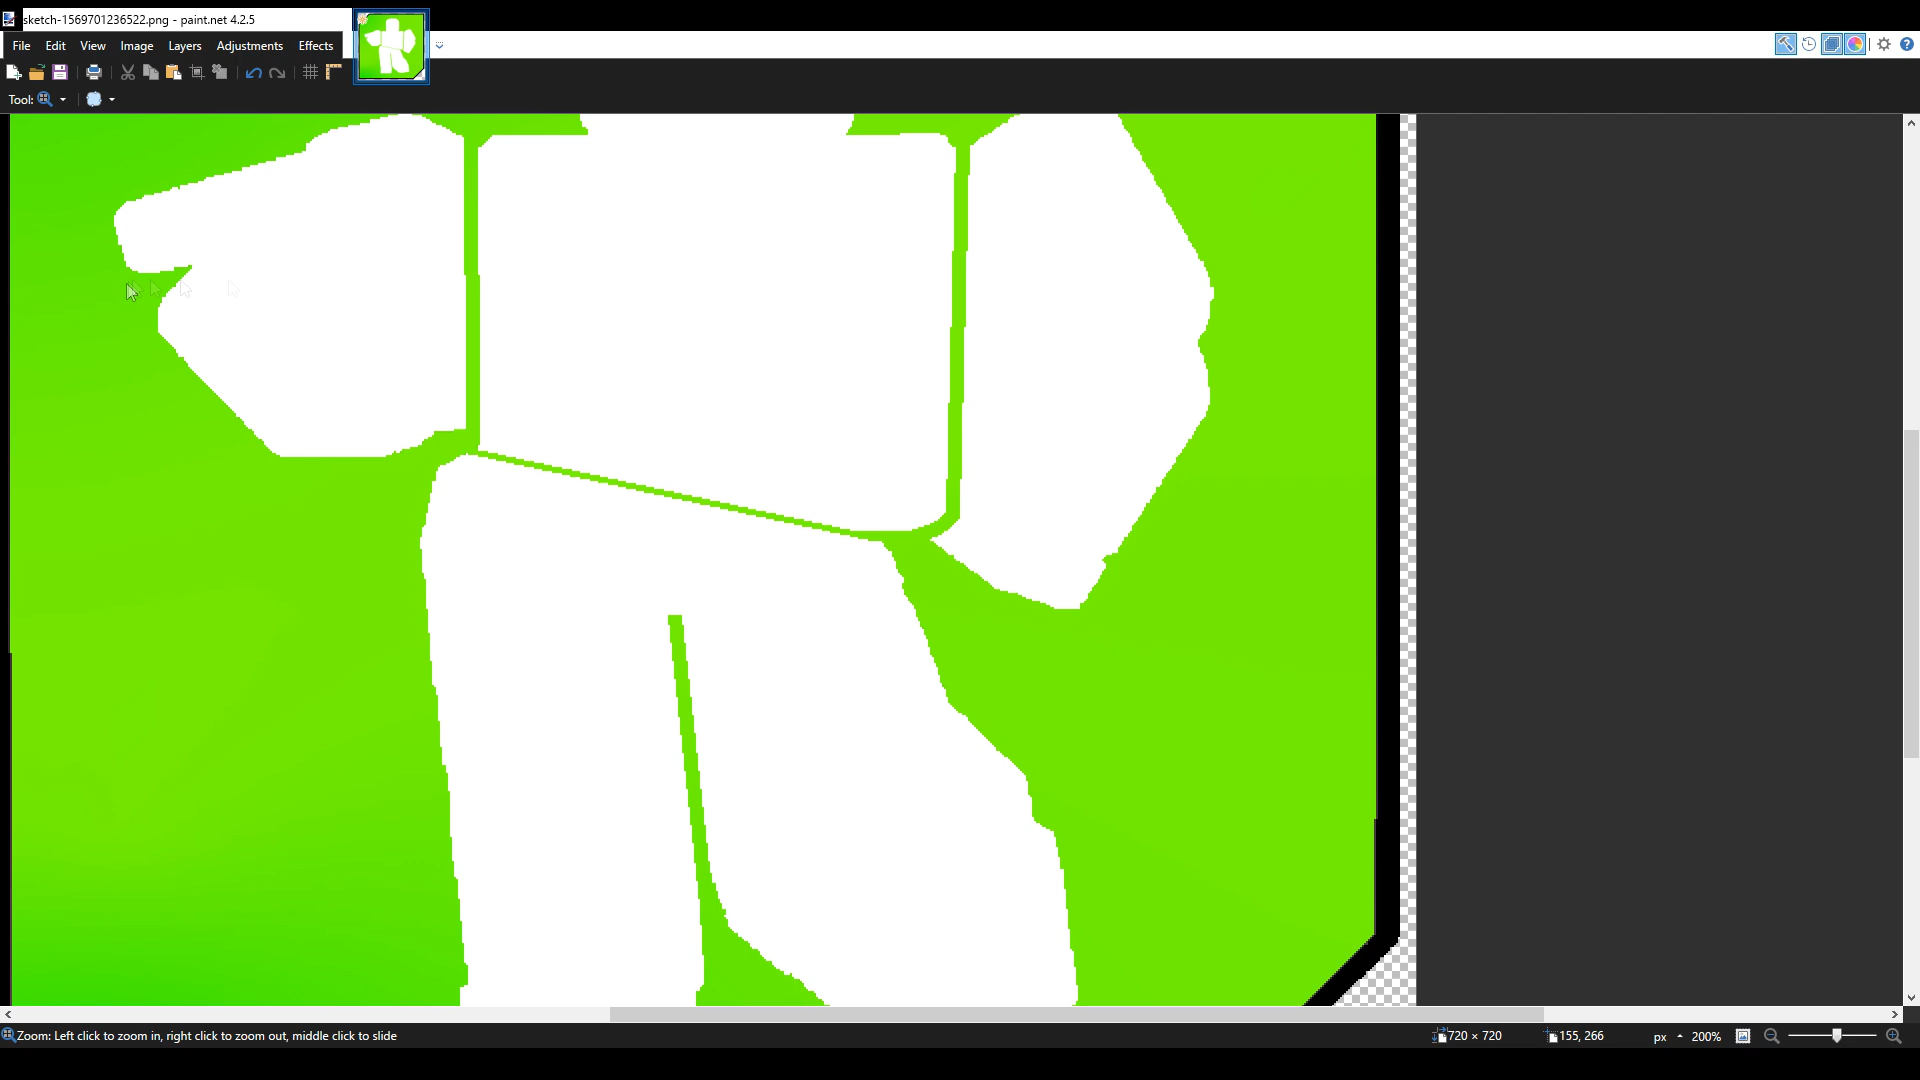 sketch-1569701236522.png - paint.net 4.2.5
File Edit View Image Layers Adjustments Effects
Tool:
Zoom: Left click to zoom in, right click to zoom out, middle click to slide
720 × 720
155, 266
px
200%